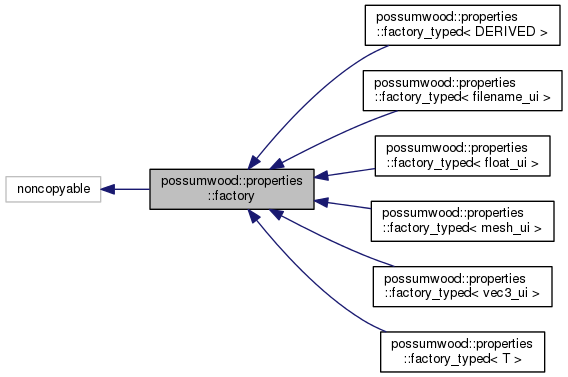 possumwood::properties
::factory_typed< DERIVED >
possumwood::properties
::factory_typed< filename_ui >
possumwood::properties
::factory_typed< float_ui >
noncopyable
possumwood::properties
::factory
possumwood::properties
::factory_typed< mesh_ui >
possumwood::properties
::factory_typed< vec3_ui >
possumwood::properties
::factory_typed< T >